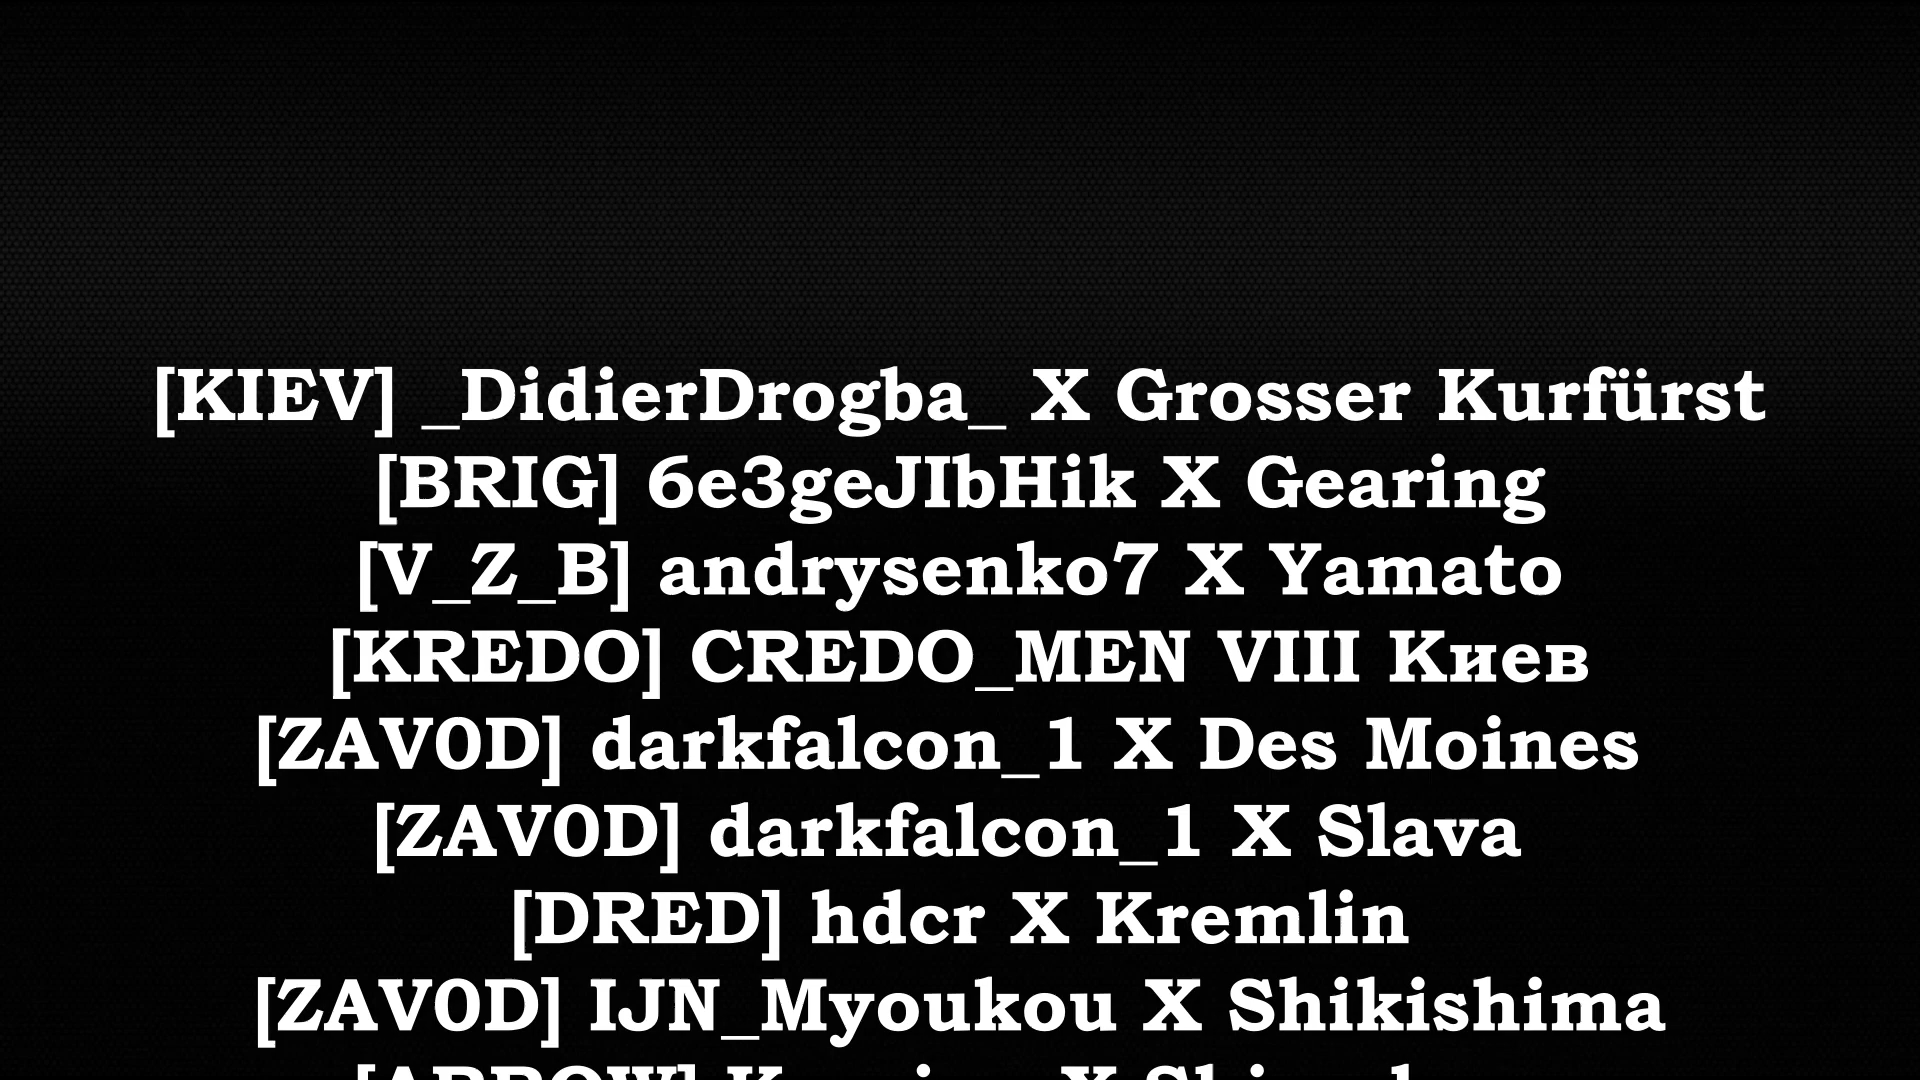 [KIEV] _DidierDrogba_ X Grosser Kurfürst
[BRIG] 6e3geJIbHik X Gearing
[V_Z_B] andrysenko7 X Yamato
[KREDO] CREDO_MEN VIII Киев
[ZAV0D] darkfalcon_1 X Des Moines
[ZAV0D] darkfalcon_1 X Slava
[DRED] hdcr X Kremlin
[ZAV0D] IJN_Myoukou X Shikishima
[ARROW] X